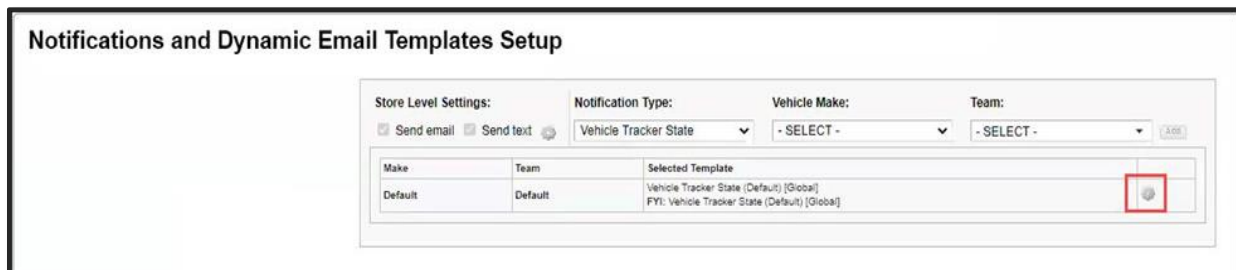 Notifications and Dynamic Email Templates Setup
Store Level Settings: Notification Type: Vehicle Make: Team:
Send email Send text Vehicle Tracker State - SELECT - - SELECT - Add
Make Team Selected Template
Default Default Vehicle Tracker State (Default) [Global]
FYI: Vehicle Tracker State (Default) [Global]